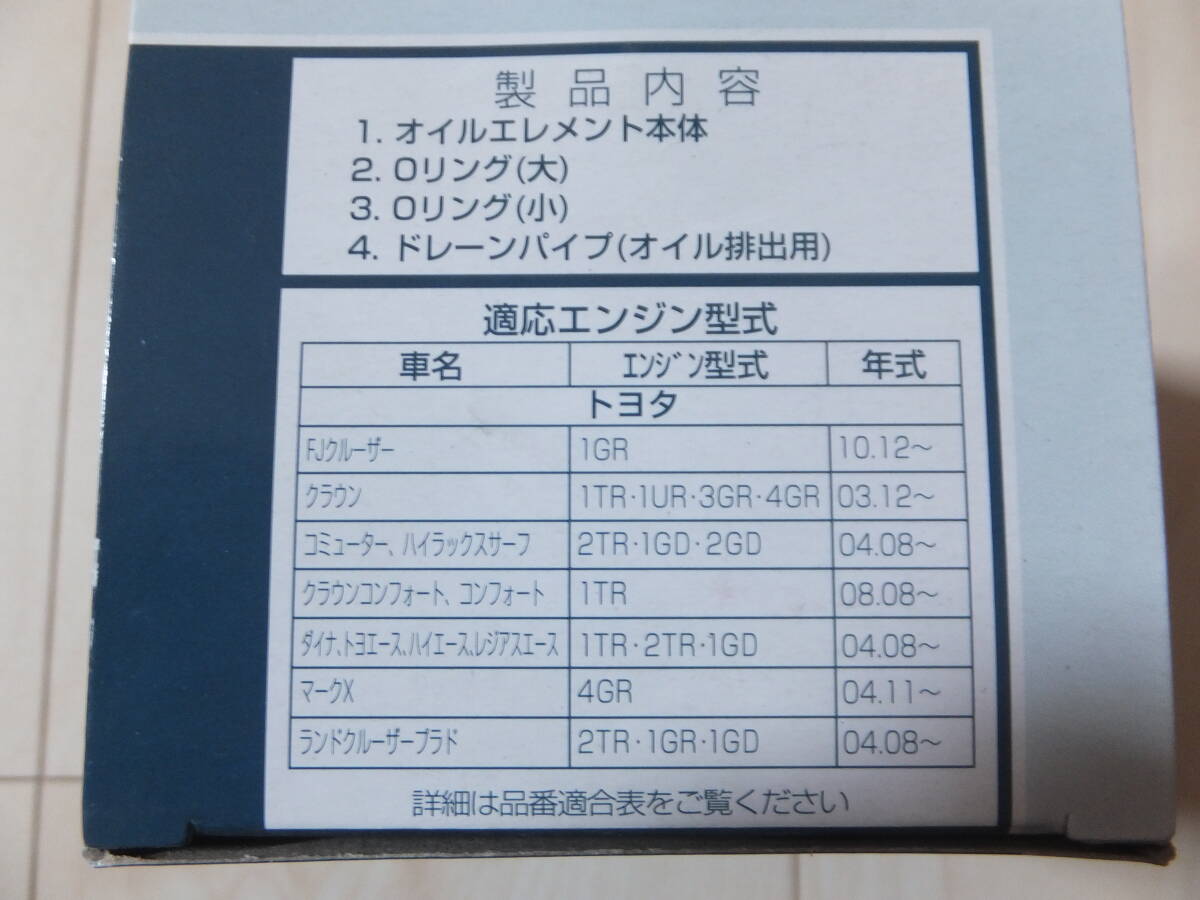 製品内容
1. オイルエレメント本体
2. Oリング(大)
3. Oリング(小)
4. ドレーンパイプ(オイル排出用)
適応エンジン型式
車名 エンジン型式 年式
トヨタ
FJクルーザー 1GR 10.12～
クラウン 1TR・1UR・3GR・4GR 03.12～
コミューター、ハイラックスサーフ 2TR・1GD・2GD 04.08～
クラウンコンフォート、コンフォート 1TR 08.08～
ダイナ、トヨエース、ハイエース、レジアスエース 1TR・2TR・1GD 04.08～
マークX 4GR 04.11～
ランドクルーザープラド 2TR・1GR・1GD 04.08～
詳細は品番適合表をご覧ください